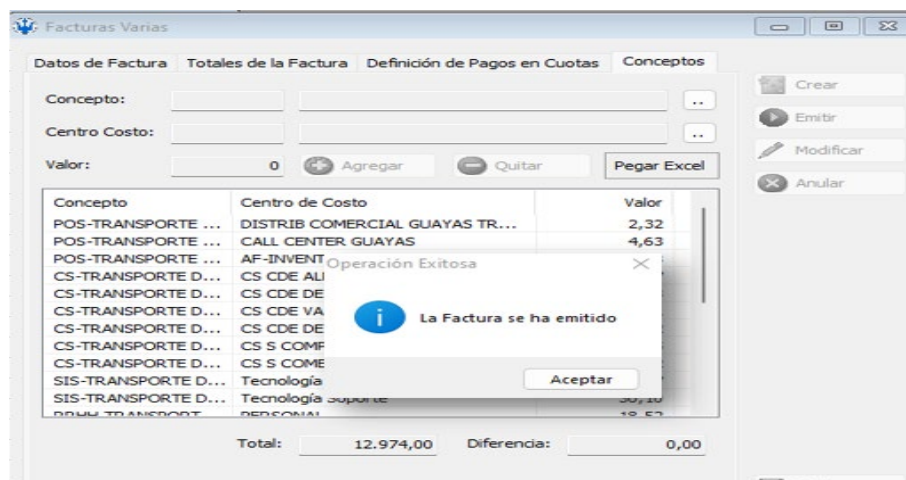 Facturas Varias
Datos de Factura Totales de la Factura Definición de Pagos en Cuotas Conceptos
Crear
Concepto: ..
Emitir
Centro Costo: ..
Modificar
Valor: 0 Agregar Quitar Pegar Excel
Anular
Concepto Centro de Costo Valor
POS-TRANSPORTE ... DISTRIB COMERCIAL GUAYAS TR... 2,32
POS-TRANSPORTE ... CALL CENTER GUAYAS 4,63
POS-TRANSPORTE ... AF-INVENT
Operación Exitosa
CS-TRANSPORTE D... CS CDE
CS-TRANSPORTE D... CS CDE DE
CS-TRANSPORTE D... CS CDE VA
La Factura se ha emitido
CS-TRANSPORTE D... CS CDE DE
CS-TRANSPORTE D... CS S COMP
CS-TRANSPORTE D... CS S COME
SIS-TRANSPORTE D... Tecnología
Aceptar
SIS-TRANSPORTE D... Tecnología Soporte
PERSONAL 18,52
Total: 12.974,00 Diferencia: 0,00